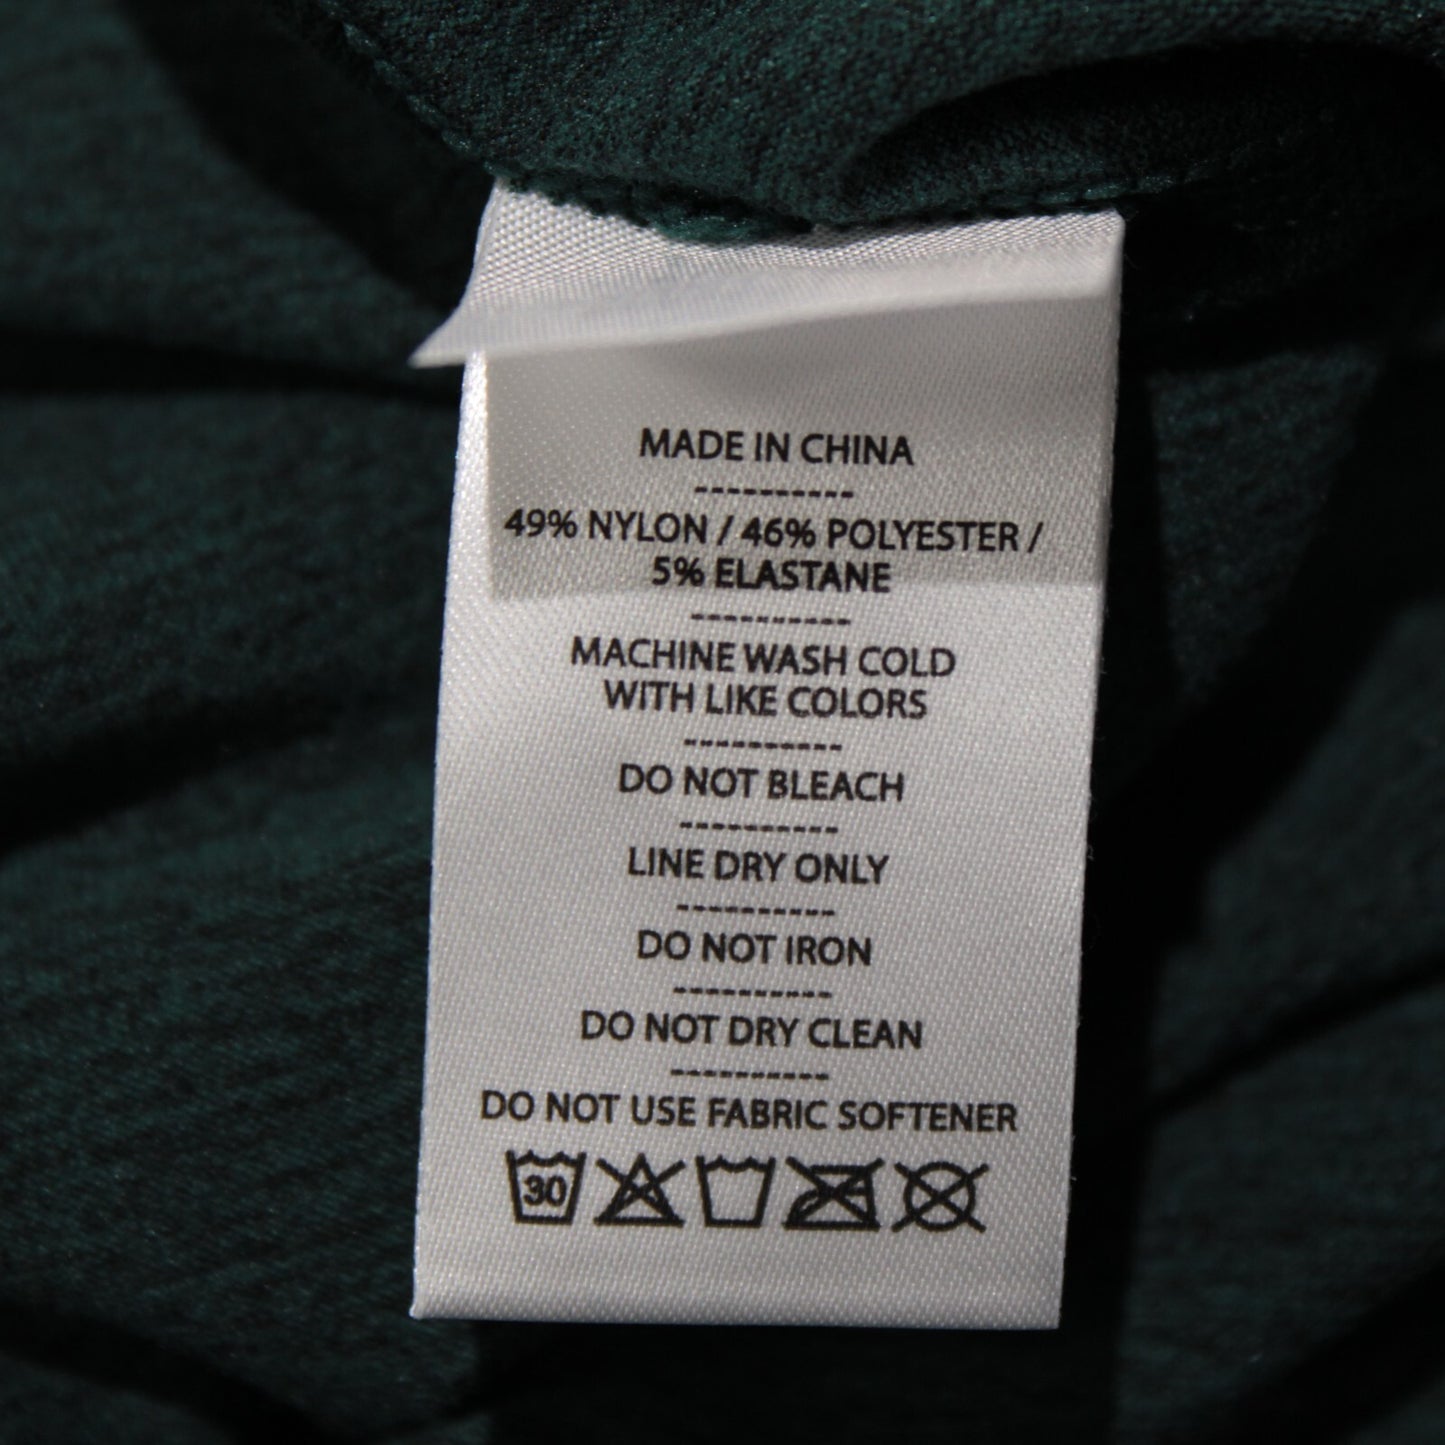 MADE IN CHINA
----------
49% NYLON / 46% POLYESTER /
5% ELASTANE
----------
MACHINE WASH COLD
WITH LIKE COLORS
----------
DO NOT BLEACH
----------
LINE DRY ONLY
----------
DO NOT IRON
----------
DO NOT DRY CLEAN
----------
DO NOT USE FABRIC SOFTENER
30